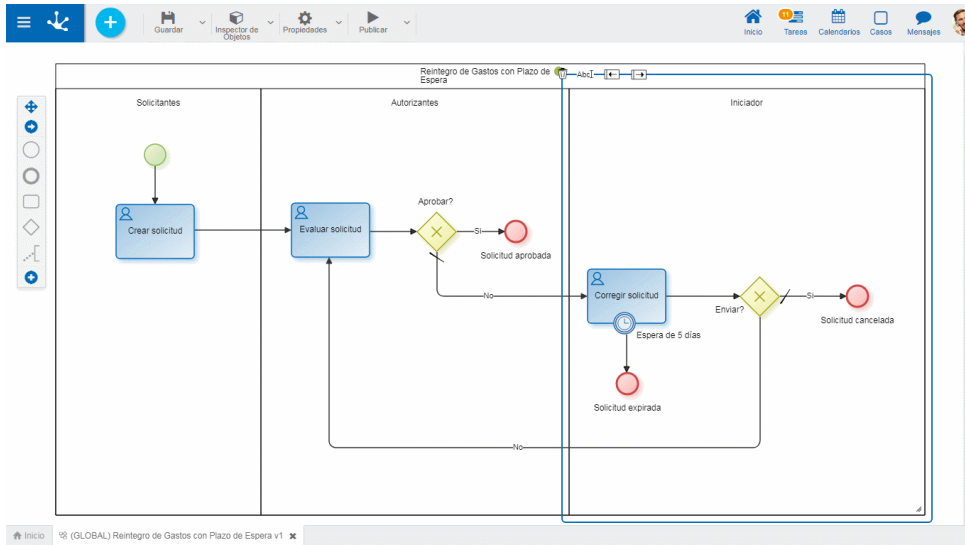 Guardar
Inspector de
Objetos
Propiedades
Publicar
Inicio
11
Tareas
Calendarios
Casos
Mensajes
Reintegro de Gastos con Plazo de
Espera
Abc
Solicitantes
Autorizantes
Iniciador
Aprobar?
Crear solicitud
Evaluar solicitud
Si
Solicitud aprobada
No
Corregir solicitud
Si
Enviar?
Solicitud cancelada
Espera de 5 días
Solicitud expirada
No
Inicio
(GLOBAL) Reintegro de Gastos con Plazo de Espera v1